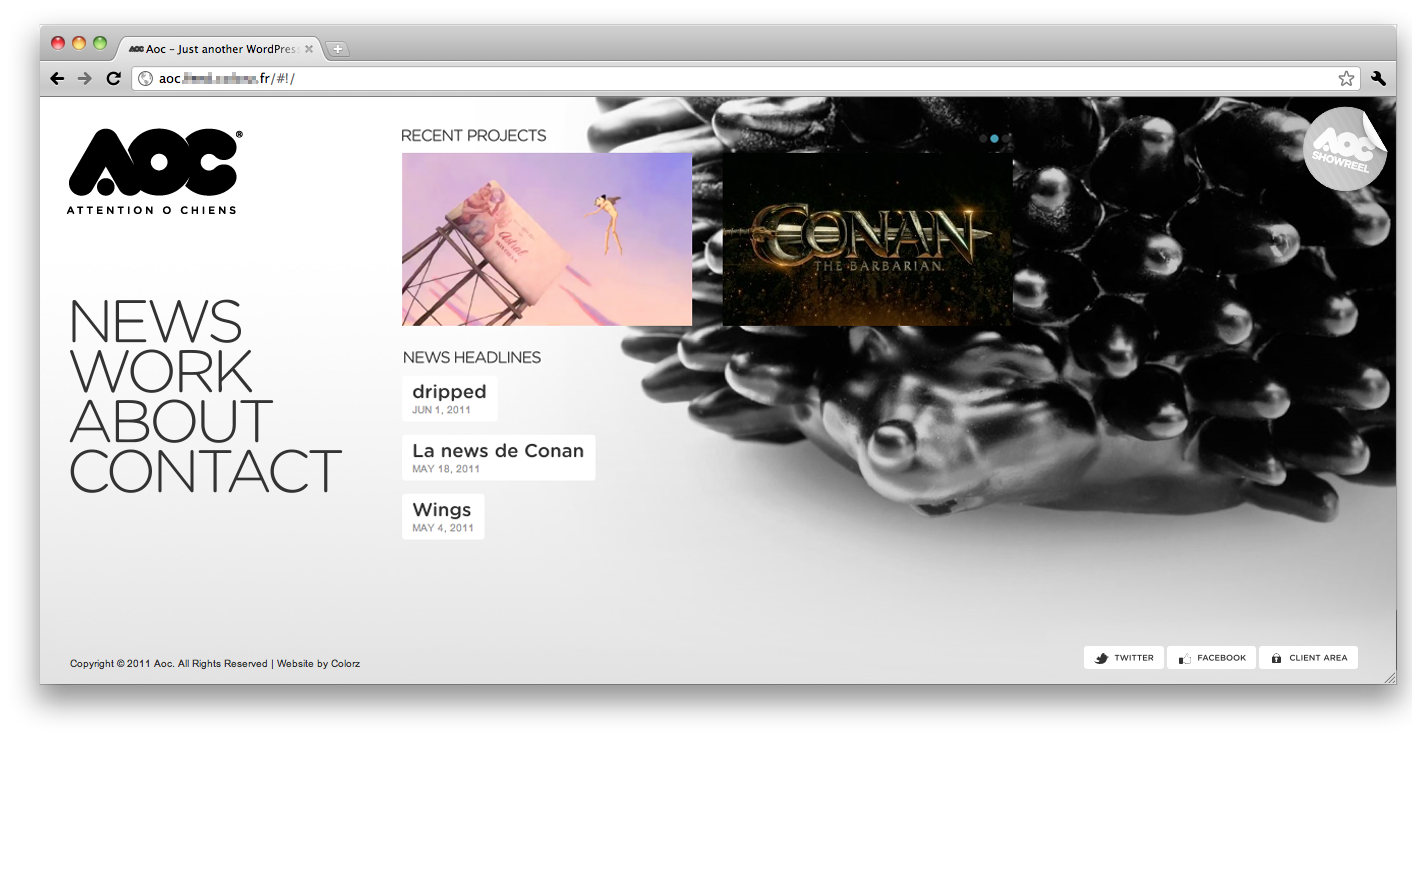 Aoc – Just another WordPres
aoc. .fr/#!/
AOC®
ATTENTION O CHIENS
NEWS
WORK
ABOUT
CONTACT
RECENT PROJECTS
Astral
CONAN
THE BARBARIAN
AOC
SHOWREEL
NEWS HEADLINES
dripped
JUN 1, 2011
La news de Conan
MAY 18, 2011
Wings
MAY 4, 2011
Copyright © 2011 Aoc. All Rights Reserved | Website by Colorz
TWITTER
FACEBOOK
CLIENT AREA